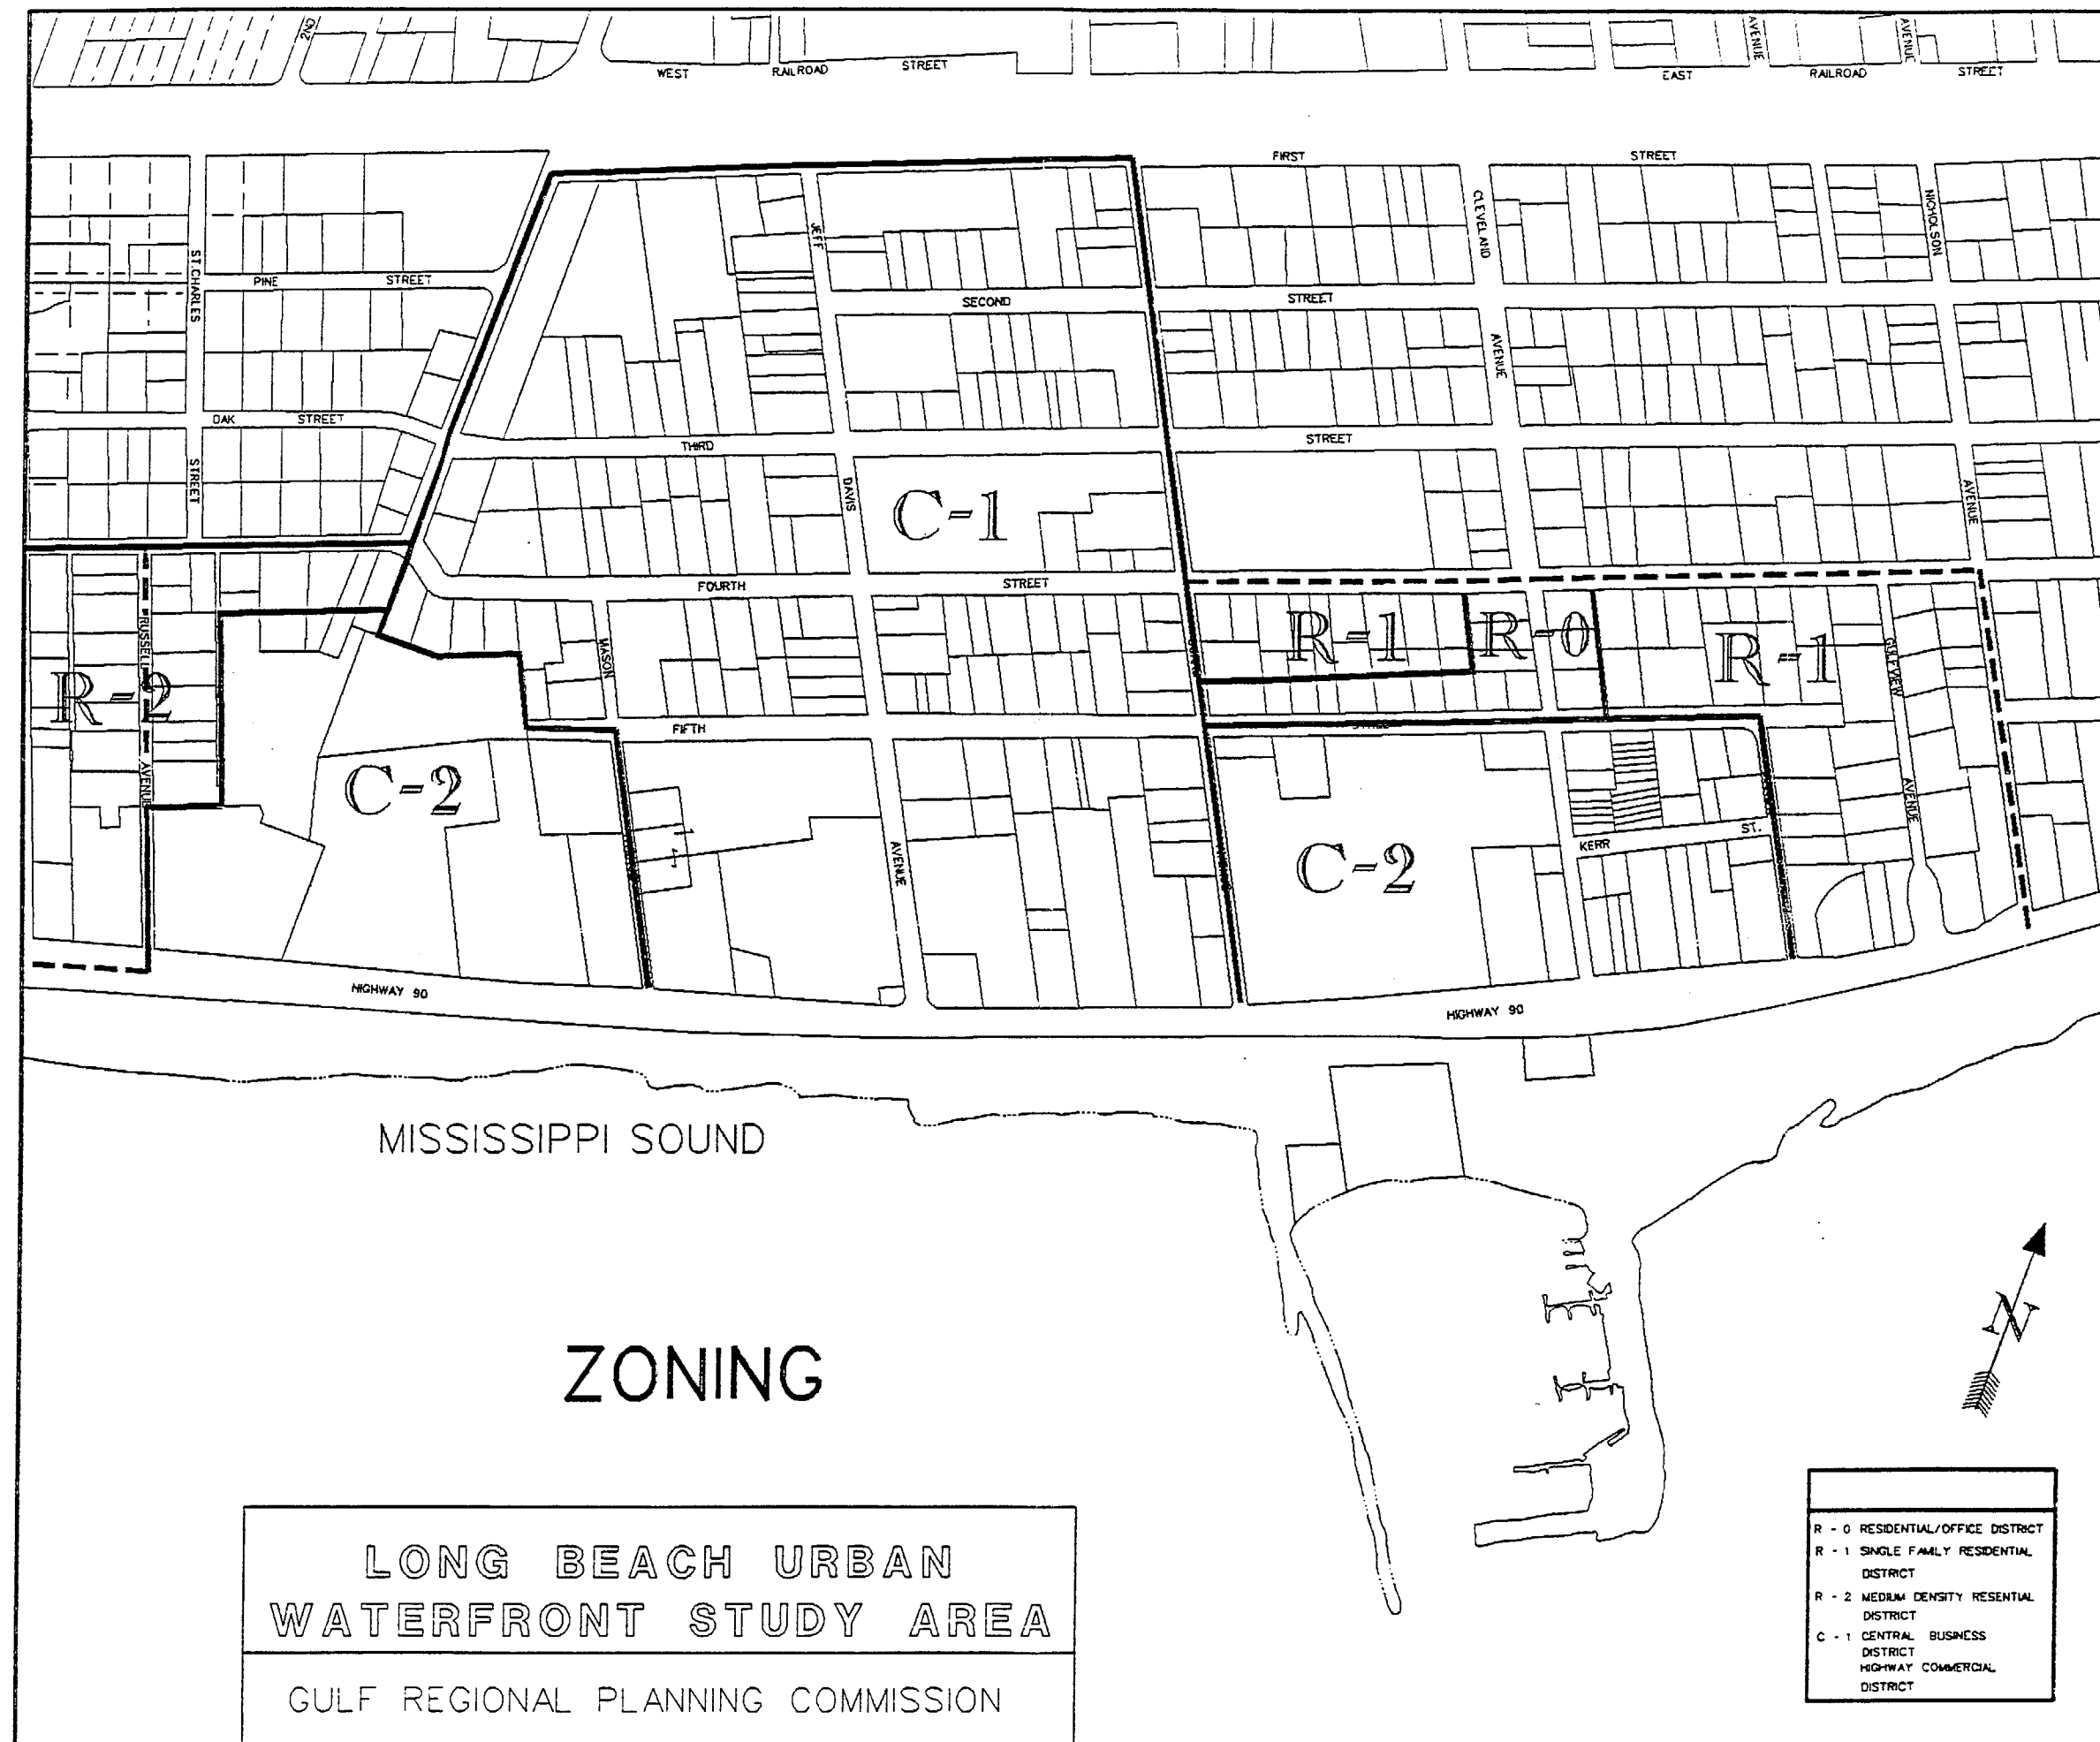 2ND
WEST RAILROAD STREET
AVENUE
AVENUE
EAST RAILROAD STREET
FIRST STREET
ST.CHARLES
STREET
JEFF
DAVIS
AVENUE
CLEVELAND
AVENUE
NICHOLSON
AVENUE
PINE STREET
SECOND STREET
OAK STREET
THIRD STREET
C-1
FOURTH STREET
RUSSELL
AVENUE
MASON
R-1 R-0 R-1
GULFVIEW
AVENUE
R-2
FIFTH
C-2
KERR ST.
C-2
HIGHWAY 90
HIGHWAY 90
MISSISSIPPI SOUND
ZONING
N
LONG BEACH URBAN
WATERFRONT STUDY AREA
GULF REGIONAL PLANNING COMMISSION
R - 0 RESIDENTIAL/OFFICE DISTRICT
R - 1 SINGLE FAMILY RESIDENTIAL
DISTRICT
R - 2 MEDIUM DENSITY RESENTIAL
DISTRICT
C - 1 CENTRAL BUSINESS
DISTRICT
HIGHWAY COMMERCIAL
DISTRICT